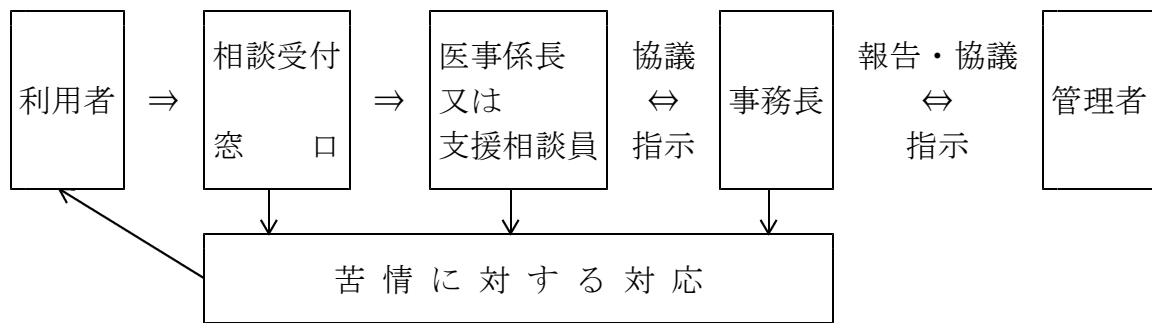 利用者
⇒
相談受付
窓口
⇒
医事係長
又は
支援相談員
協議
⇔
指示
事務長
報告・協議
⇔
指示
管理者
苦情に対する対応